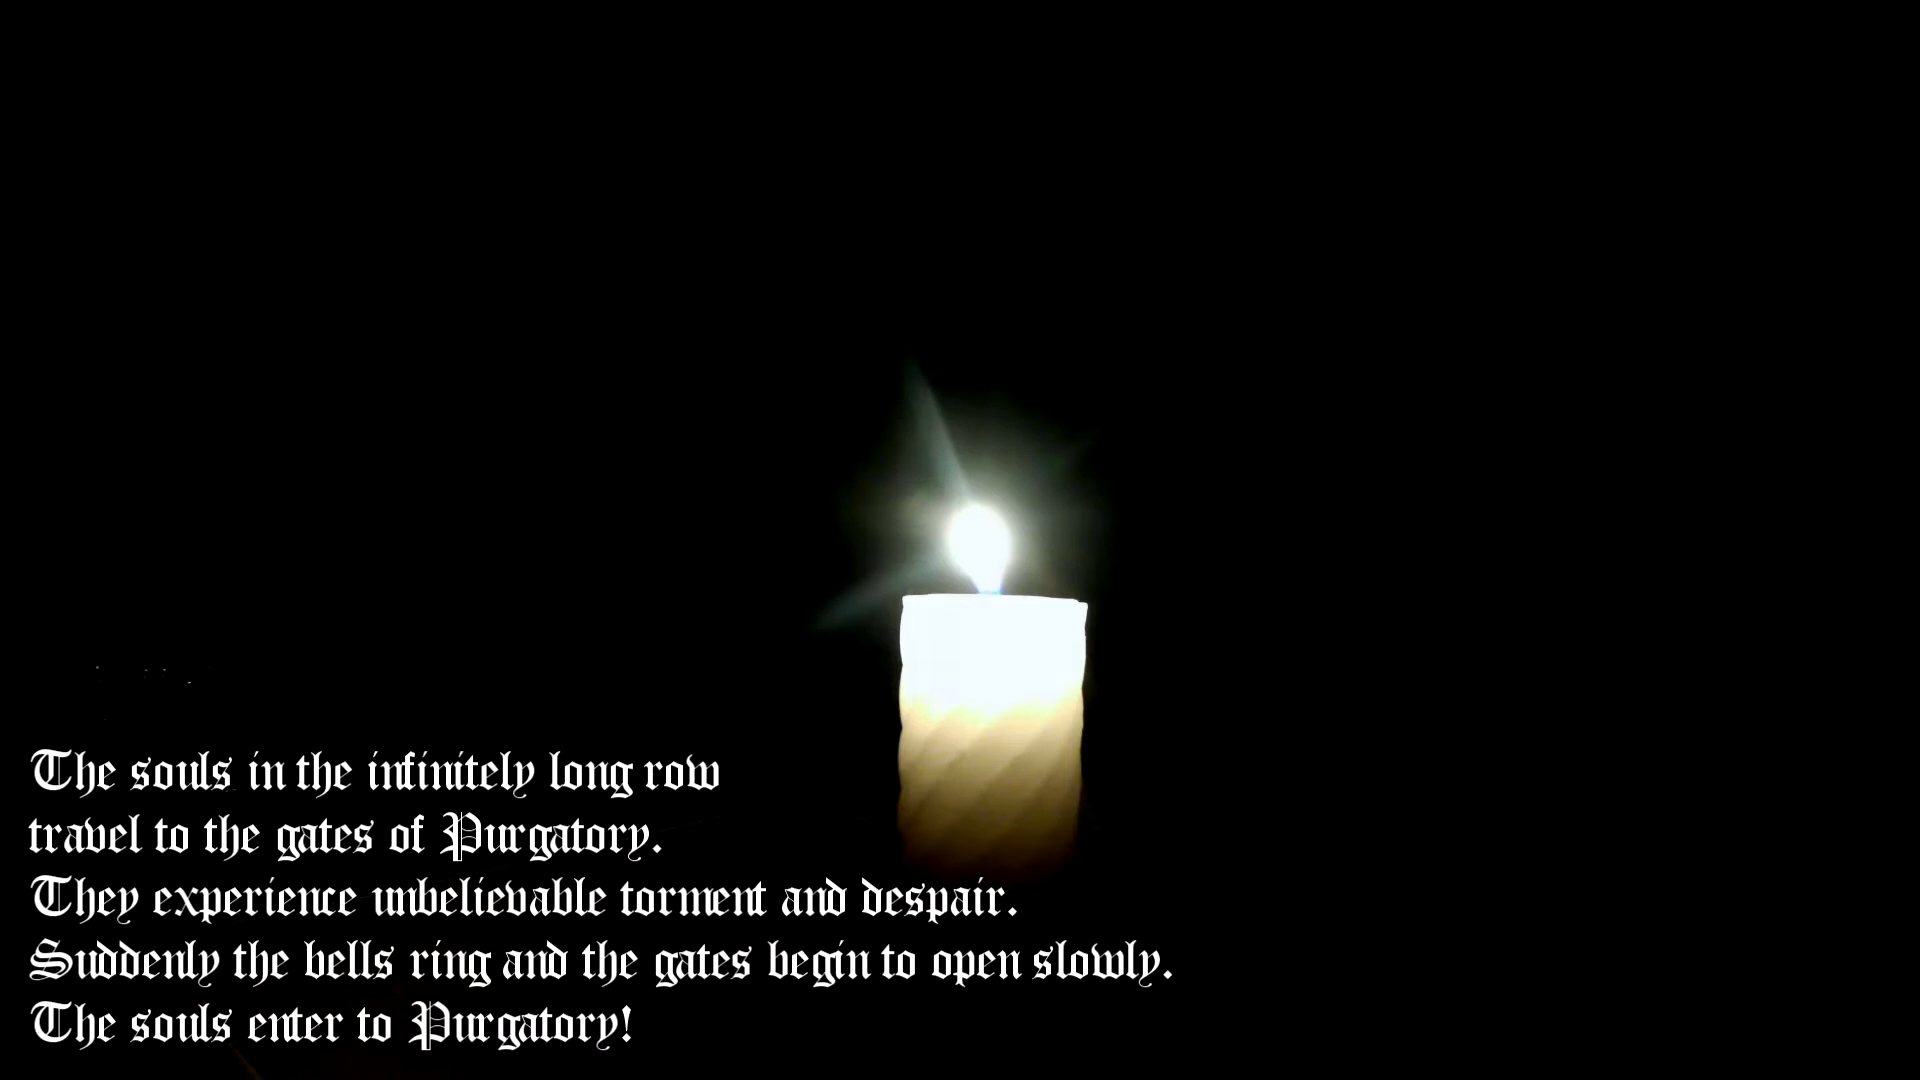 The souls in the infinitely long row
travel to the gates of Purgatory.
They experience unbelievable torment and despair.
Suddenly the bells ring and the gates begin to open slowly.
The souls enter to Purgatory!